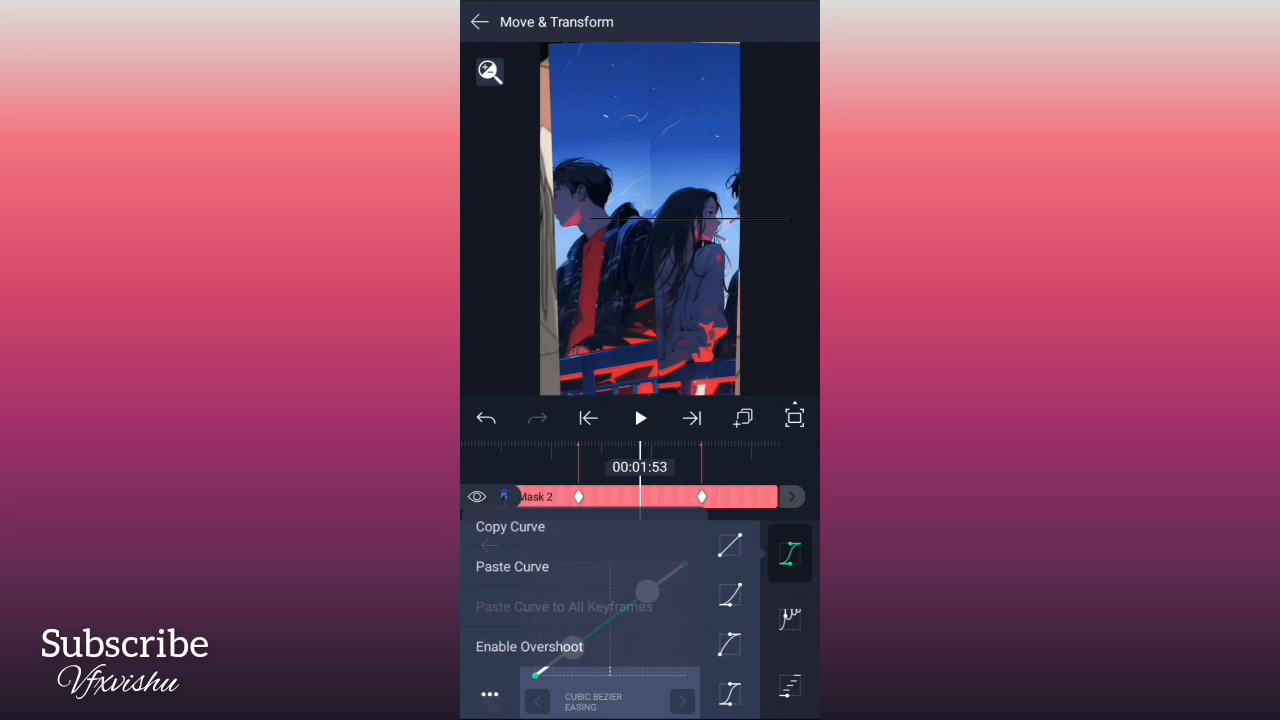 Move & Transform
00:01:53
Mask 2
Copy Curve
Paste Curve
Paste Curve to All Keyframes
Enable Overshoot
CUBIC BEZIER
EASING
Subscribe
Vfxvishu